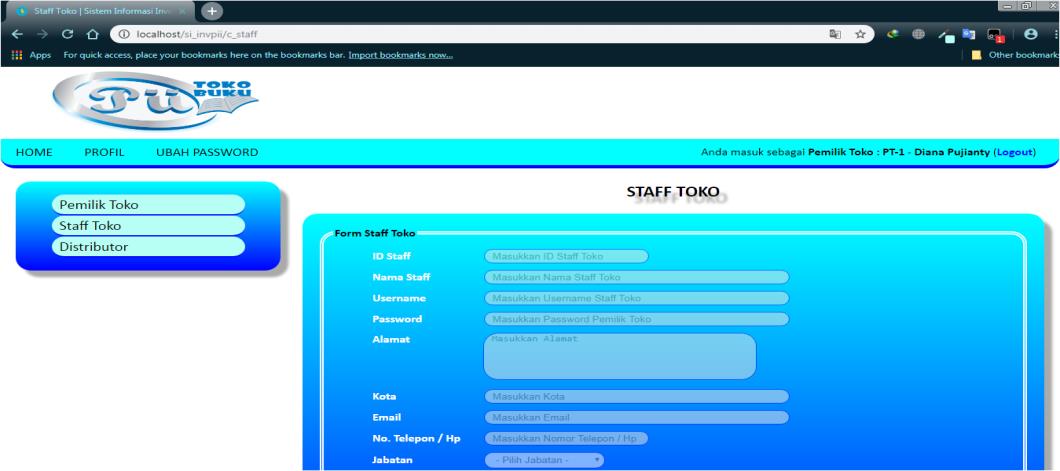 Staff Toko | Sistem Informasi Inve
localhost/si_invpii/c_staff
Apps For quick access, place your bookmarks here on the bookmarks bar. Import bookmarks now...
Other bookmark
Pii TOKO BUKU
HOME PROFIL UBAH PASSWORD
Anda masuk sebagai Pemilik Toko : PT-1 - Diana Pujianty (Logout)
Pemilik Toko
Staff Toko
Distributor
STAFF TOKO
Form Staff Toko
ID Staff Masukkan ID Staff Toko
Nama Staff Masukkan Nama Staff Toko
Username Masukkan Username Staff Toko
Password Masukkan Password Pemilik Toko
Alamat Masukkan Alamat
Kota Masukkan Kota
Email Masukkan Email
No. Telepon / Hp Masukkan Nomor Telepon / Hp
Jabatan - Pilih Jabatan -